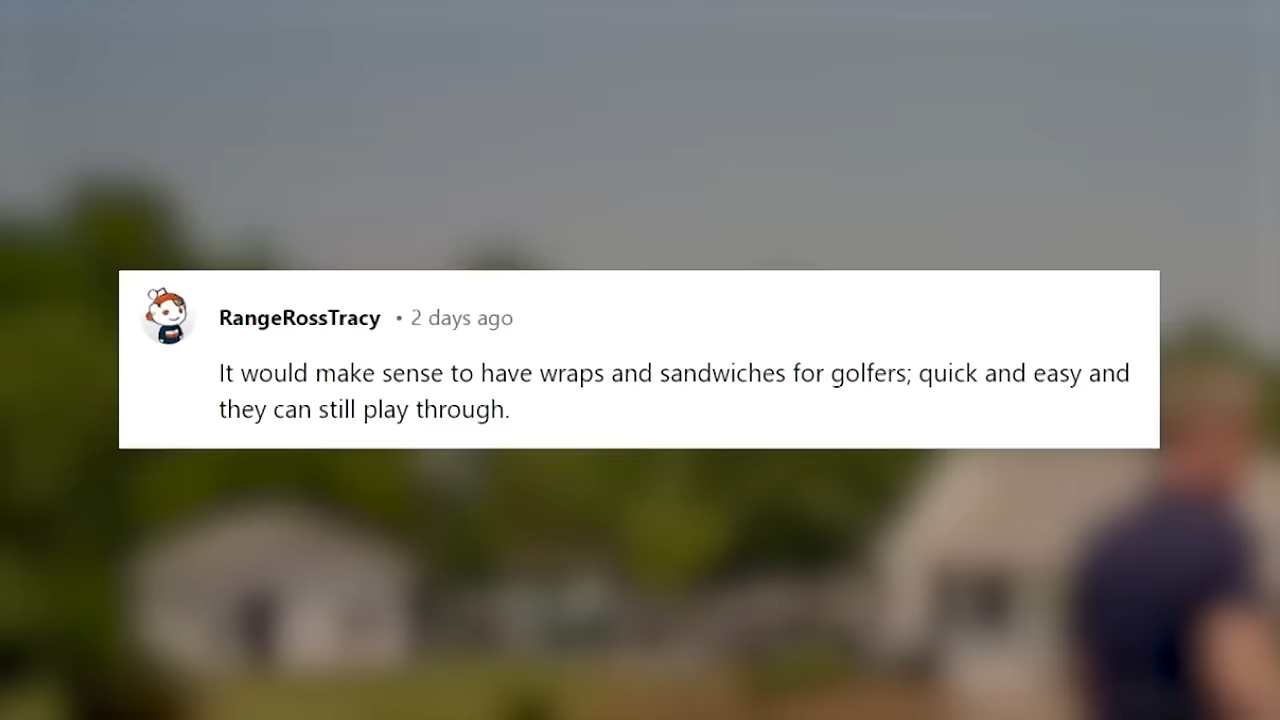 RangeRossTracy • 2 days ago
It would make sense to have wraps and sandwiches for golfers; quick and easy and
they can still play through.